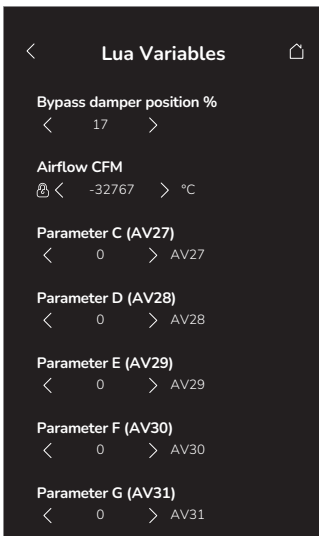 Lua Variables
Bypass damper position %
17
Airflow CFM
-32767 °C
Parameter C (AV27)
0 AV27
Parameter D (AV28)
0 AV28
Parameter E (AV29)
0 AV29
Parameter F (AV30)
0 AV30
Parameter G (AV31)
0 AV31